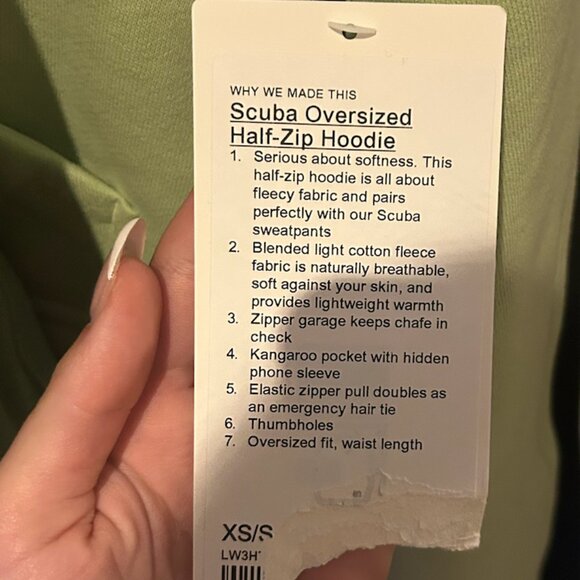 WHY WE MADE THIS
Scuba Oversized
Half-Zip Hoodie
1. Serious about softness. This
half-zip hoodie is all about
fleecy fabric and pairs
perfectly with our Scuba
sweatpants
2. Blended light cotton fleece
fabric is naturally breathable,
soft against your skin, and
provides lightweight warmth
3. Zipper garage keeps chafe in
check
4. Kangaroo pocket with hidden
phone sleeve
5. Elastic zipper pull doubles as
an emergency hair tie
6. Thumbholes
7. Oversized fit, waist length
XS/S